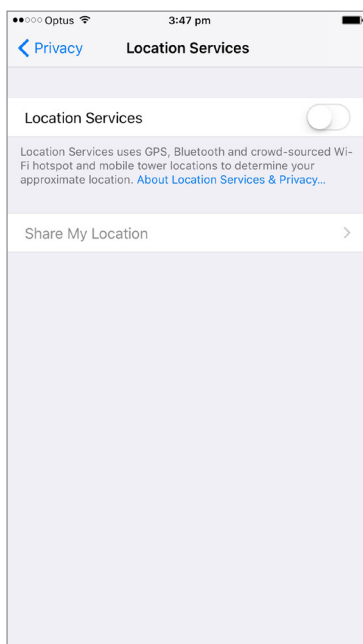 Optus 3:47 pm
Privacy Location Services
Location Services
Location Services uses GPS, Bluetooth and crowd-sourced Wi-
Fi hotspot and mobile tower locations to determine your
approximate location. About Location Services & Privacy...
Share My Location